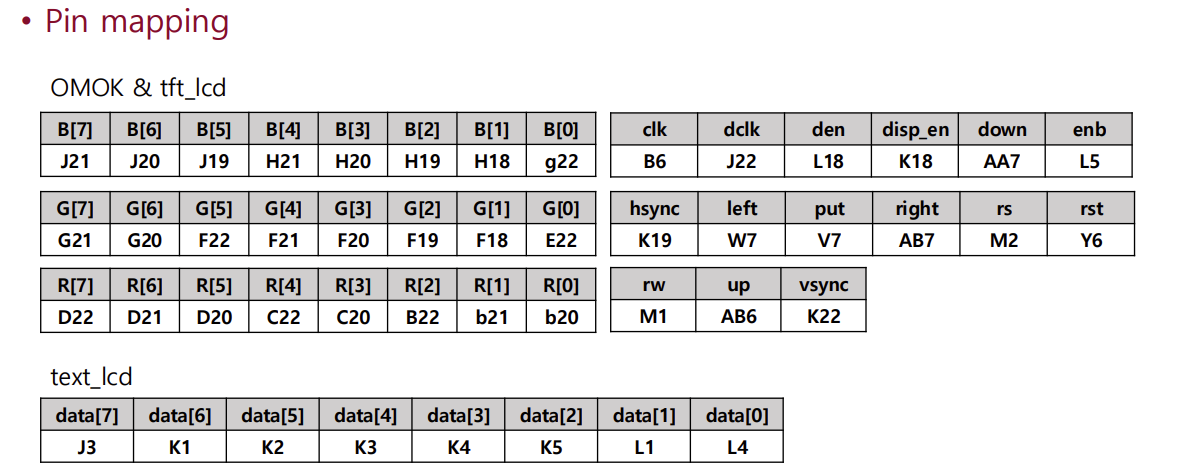 • Pin mapping
OMOK & tft_lcd
B[7] B[6] B[5] B[4] B[3] B[2] B[1] B[0]
J21 J20 J19 H21 H20 H19 H18 g22
clk dclk den disp_en down enb
B6 J22 L18 K18 AA7 L5
G[7] G[6] G[5] G[4] G[3] G[2] G[1] G[0]
G21 G20 F22 F21 F20 F19 F18 E22
hsync left put right rs rst
K19 W7 V7 AB7 M2 Y6
R[7] R[6] R[5] R[4] R[3] R[2] R[1] R[0]
D22 D21 D20 C22 C20 B22 b21 b20
rw up vsync
M1 AB6 K22
text_lcd
data[7] data[6] data[5] data[4] data[3] data[2] data[1] data[0]
J3 K1 K2 K3 K4 K5 L1 L4